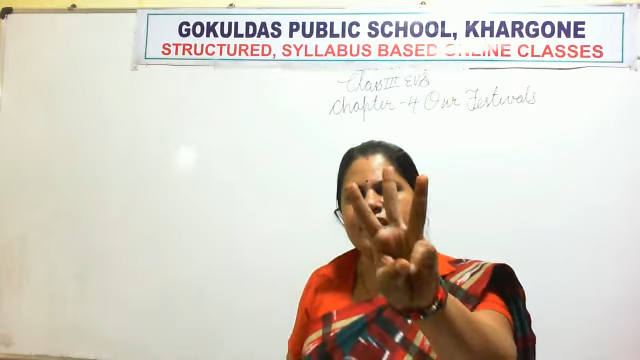 GOKULDAS PUBLIC SCHOOL, KHARGONE
STRUCTURED, SYLLABUS BASED ONLINE CLASSES
-Class III EVS
Chapter -4 Our Festivals